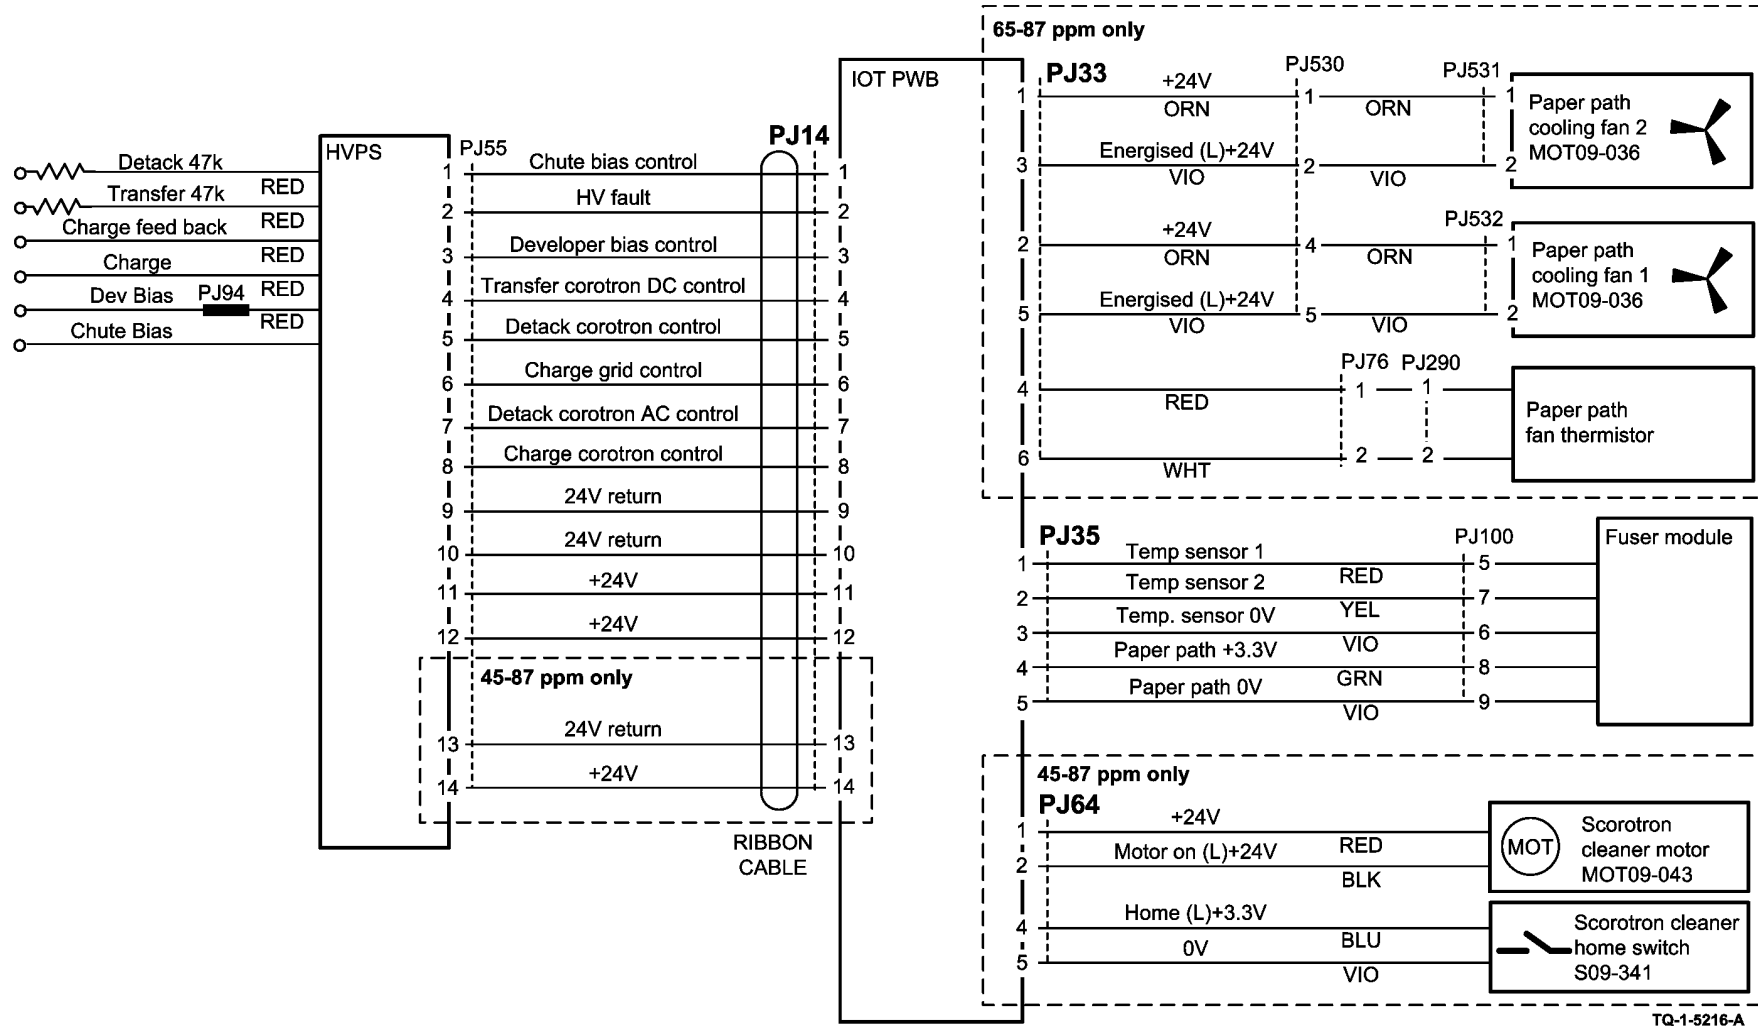 65-87 ppm only
IOT PWB
PJ33
+24V
PJ530
PJ531
1
ORN
1
ORN
1
Paper path
cooling fan 2
MOT09-036
3
Energised (L)+24V
VIO
2
VIO
2
PJ532
2
+24V
ORN
4
ORN
1
Paper path
cooling fan 1
MOT09-036
5
Energised (L)+24V
VIO
5
VIO
2
PJ76
PJ290
4
RED
1
1
Paper path
fan thermistor
6
WHT
2
2
HVPS
PJ55
PJ14
Detack 47k
RED
Transfer 47k
RED
Charge feed back
RED
Charge
RED
Dev Bias
PJ94
RED
Chute Bias
1
Chute bias control
1
2
HV fault
2
3
Developer bias control
3
4
Transfer corotron DC control
4
5
Detack corotron control
5
6
Charge grid control
6
7
Detack corotron AC control
7
8
Charge corotron control
8
9
24V return
9
10
24V return
10
11
+24V
11
12
+24V
12
45-87 ppm only
13
24V return
13
14
+24V
14
RIBBON
CABLE
PJ35
PJ100
Fuser module
1
Temp sensor 1
RED
5
2
Temp sensor 2
YEL
7
3
Temp. sensor 0V
VIO
6
4
Paper path +3.3V
GRN
8
5
Paper path 0V
VIO
9
45-87 ppm only
PJ64
1
+24V
RED
2
Motor on (L)+24V
BLK
MOT
Scorotron
cleaner motor
MOT09-043
4
Home (L)+3.3V
BLU
5
0V
VIO
Scorotron cleaner
home switch
S09-341
TQ-1-5216-A